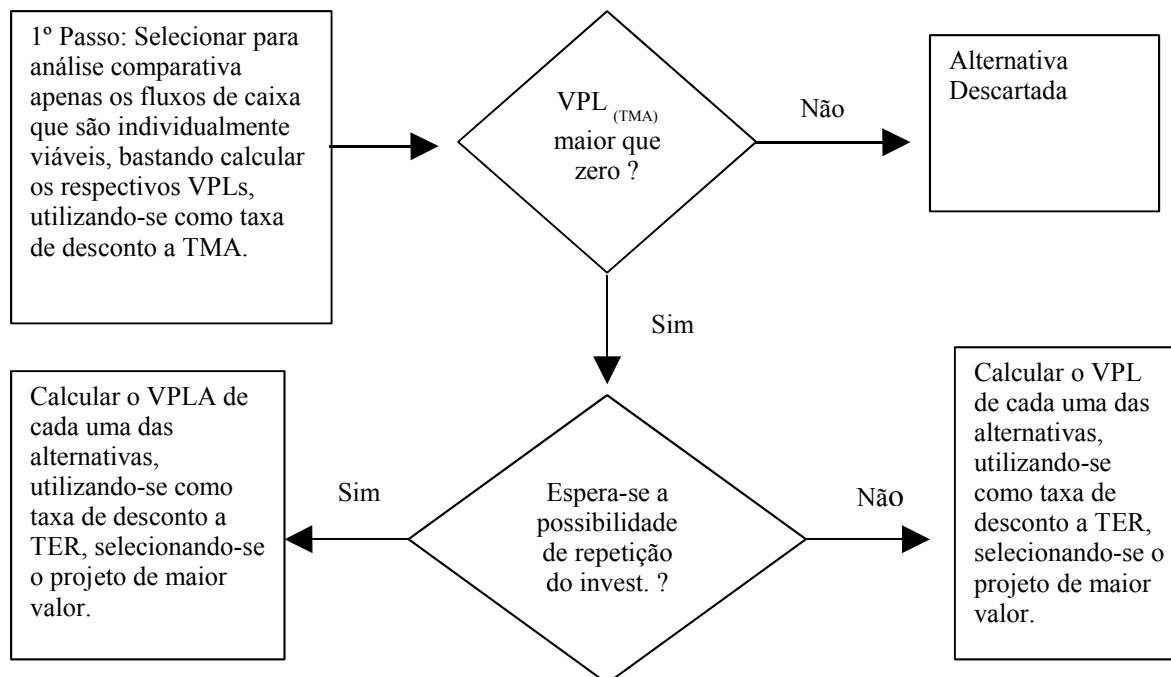 1º Passo: Selecionar para
análise comparativa
apenas os fluxos de caixa
que são individualmente
viáveis, bastando calcular
os respectivos VPLs,
utilizando-se como taxa
de desconto a TMA.
VPL (TMA)
maior que
zero ?
Não
Alternativa
Descartada
Sim
Calcular o VPLA de
cada uma das
alternativas,
utilizando-se como
taxa de desconto a
TER, selecionando-se
o projeto de maior
valor.
Sim
Espera-se a
possibilidade
de repetição
do invest. ?
Não
Calcular o VPL
de cada uma das
alternativas,
utilizando-se
como taxa de
desconto a TER,
selecionando-se o
projeto de maior
valor.